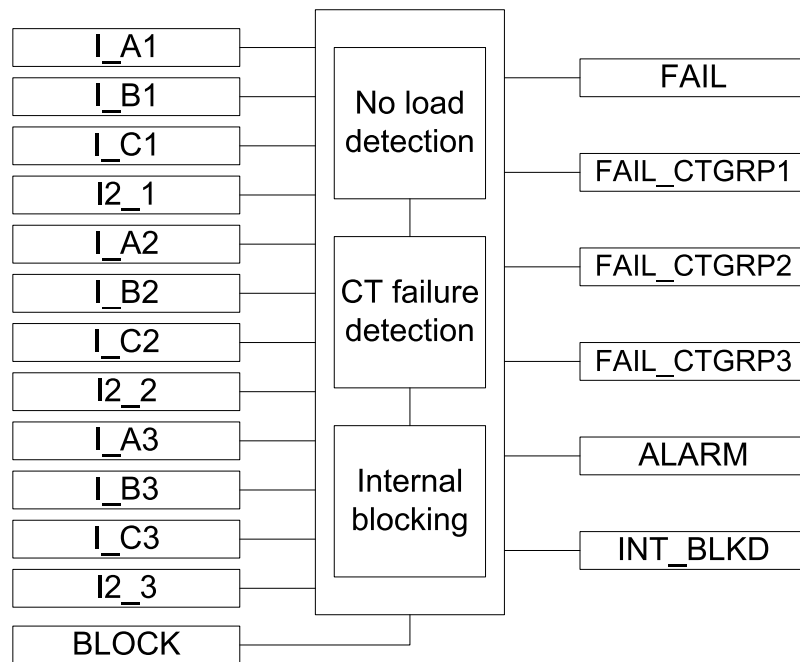 I_A1
I_B1
I_C1
I2_1
I_A2
I_B2
I_C2
I2_2
I_A3
I_B3
I_C3
I2_3
BLOCK
No load
detection
CT failure
detection
Internal
blocking
FAIL
FAIL_CTGRP1
FAIL_CTGRP2
FAIL_CTGRP3
ALARM
INT_BLKD